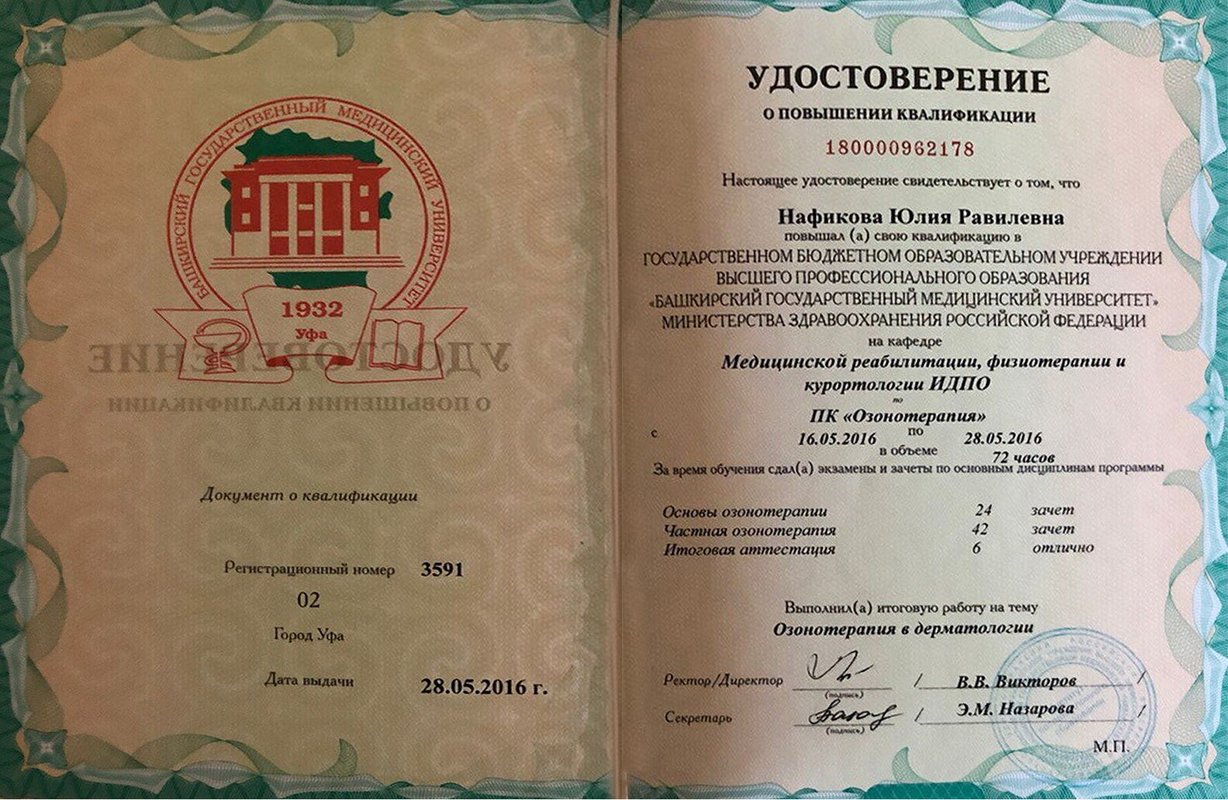 БАШКИРСКИЙ ГОСУДАРСТВЕННЫЙ МЕДИЦИНСКИЙ УНИВЕРСИТЕТ
1932
Уфа
УДОСТОВЕРЕНИЕ
О ПОВЫШЕНИИ КВАЛИФИКАЦИИ
Документ о квалификации
Регистрационный номер 3591
02
Город Уфа
Дата выдачи 28.05.2016 г.
УДОСТОВЕРЕНИЕ
О ПОВЫШЕНИИ КВАЛИФИКАЦИИ
180000962178
Настоящее удостоверение свидетельствует о том, что
Нафикова Юлия Равилевна
повышал (а) свою квалификацию в
ГОСУДАРСТВЕННОМ БЮДЖЕТНОМ ОБРАЗОВАТЕЛЬНОМ УЧРЕЖДЕНИИ
ВЫСШЕГО ПРОФЕССИОНАЛЬНОГО ОБРАЗОВАНИЯ
«БАШКИРСКИЙ ГОСУДАРСТВЕННЫЙ МЕДИЦИНСКИЙ УНИВЕРСИТЕТ»
МИНИСТЕРСТВА ЗДРАВООХРАНЕНИЯ РОССИЙСКОЙ ФЕДЕРАЦИИ
на кафедре
Медицинской реабилитации, физиотерапии и
курортологии ИДПО
по
ПК «Озонотерапия»
с 16.05.2016 по 28.05.2016
в объеме 72 часов
За время обучения сдал(а) экзамены и зачеты по основным дисциплинам программы
Основы озонотерапии 24 зачет
Частная озонотерапия 42 зачет
Итоговая аттестация 6 отлично
Выполнил(а) итоговую работу на тему
Озонотерапия в дерматологии
Ректор/Директор / В.В. Викторов /
(подпись)
Секретарь / Э.М. Назарова /
(подпись)
М.П.